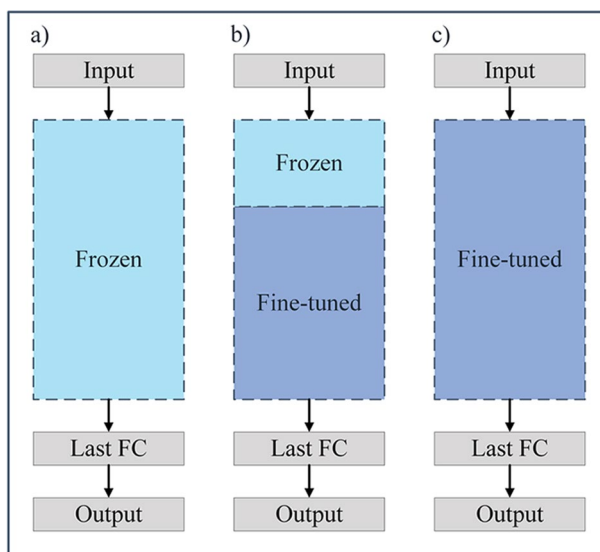 a)
Input
Frozen
Last FC
Output
b)
Input
Frozen
Fine-tuned
Last FC
Output
c)
Input
Fine-tuned
Last FC
Output